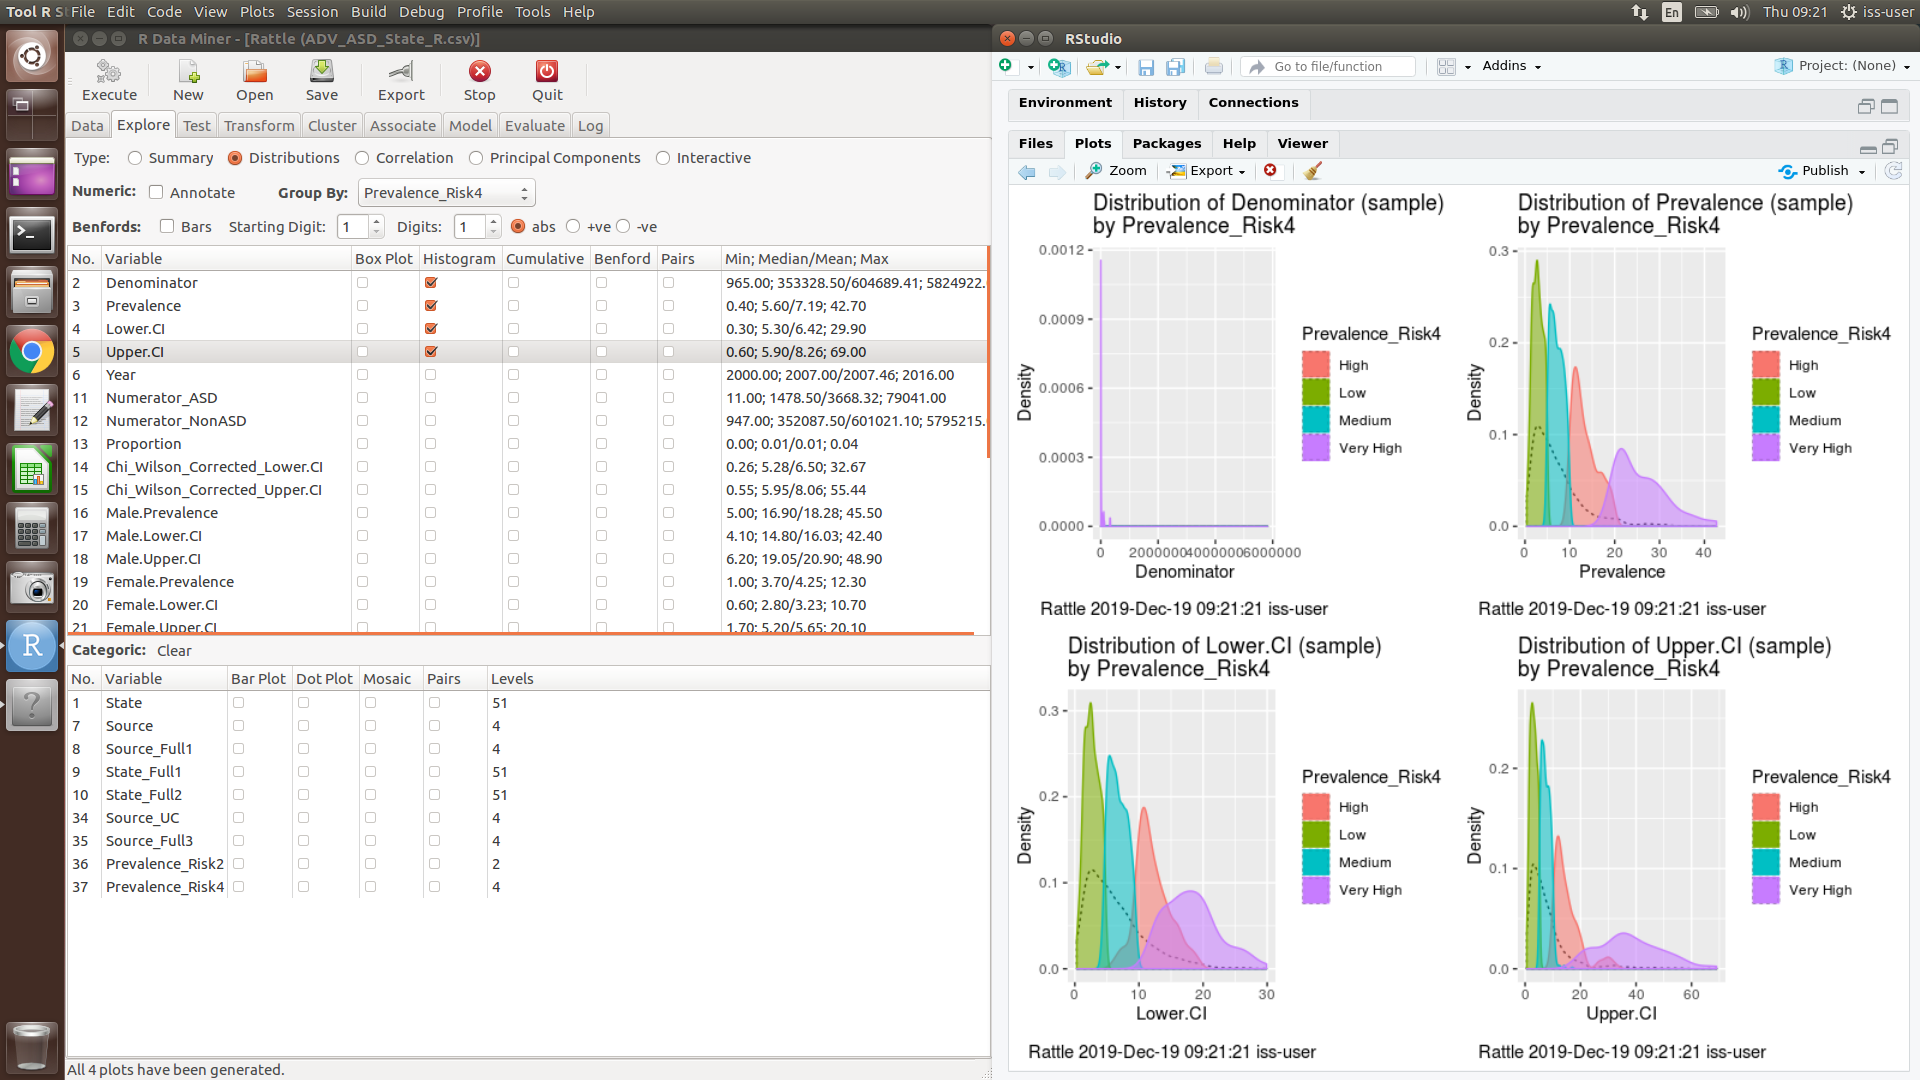 Tool R St File Edit Code View Plots Session Build Debug Profile Tools Help
En Thu 09:21 iss-user
R Data Miner - [Rattle (ADV_ASD_State_R.csv)]
Execute New Open Save Export Stop Quit
Data Explore Test Transform Cluster Associate Model Evaluate Log
Type: Summary Distributions Correlation Principal Components Interactive
Numeric: Annotate Group By: Prevalence_Risk4
Benfords: Bars Starting Digit: 1 Digits: 1 abs +ve -ve
No. Variable Box Plot Histogram Cumulative Benford Pairs Min; Median/Mean; Max
2 Denominator 965.00; 353328.50/604689.41; 5824922.
3 Prevalence 0.40; 5.60/7.19; 42.70
4 Lower.CI 0.30; 5.30/6.42; 29.90
5 Upper.CI 0.60; 5.90/8.26; 69.00
6 Year 2000.00; 2007.00/2007.46; 2016.00
11 Numerator_ASD 11.00; 1478.50/3668.32; 79041.00
12 Numerator_NonASD 947.00; 352087.50/601021.10; 5795215.
13 Proportion 0.00; 0.01/0.01; 0.04
14 Chi_Wilson_Corrected_Lower.CI 0.26; 5.28/6.50; 32.67
15 Chi_Wilson_Corrected_Upper.CI 0.55; 5.95/8.06; 55.44
16 Male.Prevalence 5.00; 16.90/18.28; 45.50
17 Male.Lower.CI 4.10; 14.80/16.03; 42.40
18 Male.Upper.CI 6.20; 19.05/20.90; 48.90
19 Female.Prevalence 1.00; 3.70/4.25; 12.30
20 Female.Lower.CI 0.60; 2.80/3.23; 10.70
21 Female.Upper.CI 1.70; 5.20/5.65; 20.10
Categoric: Clear
No. Variable Bar Plot Dot Plot Mosaic Pairs Levels
1 State 51
7 Source 4
8 Source_Full1 4
9 State_Full1 51
10 State_Full2 51
34 Source_UC 4
35 Source_Full3 4
36 Prevalence_Risk2 2
37 Prevalence_Risk4 4
All 4 plots have been generated.
RStudio
Go to file/function Addins Project: (None)
Environment History Connections
Files Plots Packages Help Viewer
Zoom Export Publish
Distribution of Denominator (sample)
by Prevalence_Risk4
0.0012
0.0009
0.0006
0.0003
0.0000
Density
0 2000000 4000000 6000000
Denominator
Prevalence_Risk4
High
Low
Medium
Very High
Rattle 2019-Dec-19 09:21:21 iss-user
Distribution of Prevalence (sample)
by Prevalence_Risk4
0.3
0.2
0.1
0.0
Density
0 10 20 30 40
Prevalence
Prevalence_Risk4
High
Low
Medium
Very High
Rattle 2019-Dec-19 09:21:21 iss-user
Distribution of Lower.CI (sample)
by Prevalence_Risk4
0.3
0.2
0.1
0.0
Density
0 10 20 30
Lower.CI
Prevalence_Risk4
High
Low
Medium
Very High
Rattle 2019-Dec-19 09:21:21 iss-user
Distribution of Upper.CI (sample)
by Prevalence_Risk4
0.2
0.1
0.0
Density
0 20 40 60
Upper.CI
Prevalence_Risk4
High
Low
Medium
Very High
Rattle 2019-Dec-19 09:21:21 iss-user